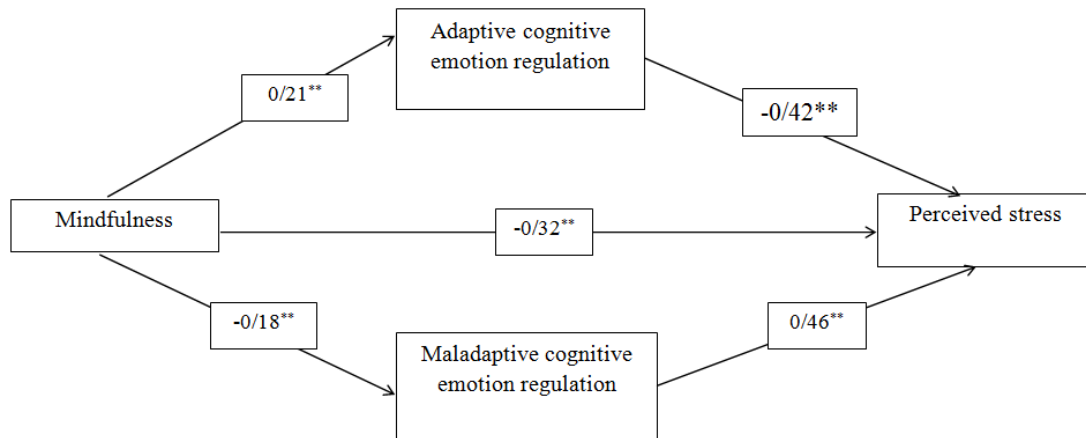 Adaptive cognitive
emotion regulation
0/21**
-0/42**
Mindfulness
-0/32**
Perceived stress
-0/18**
0/46**
Maladaptive cognitive
emotion regulation